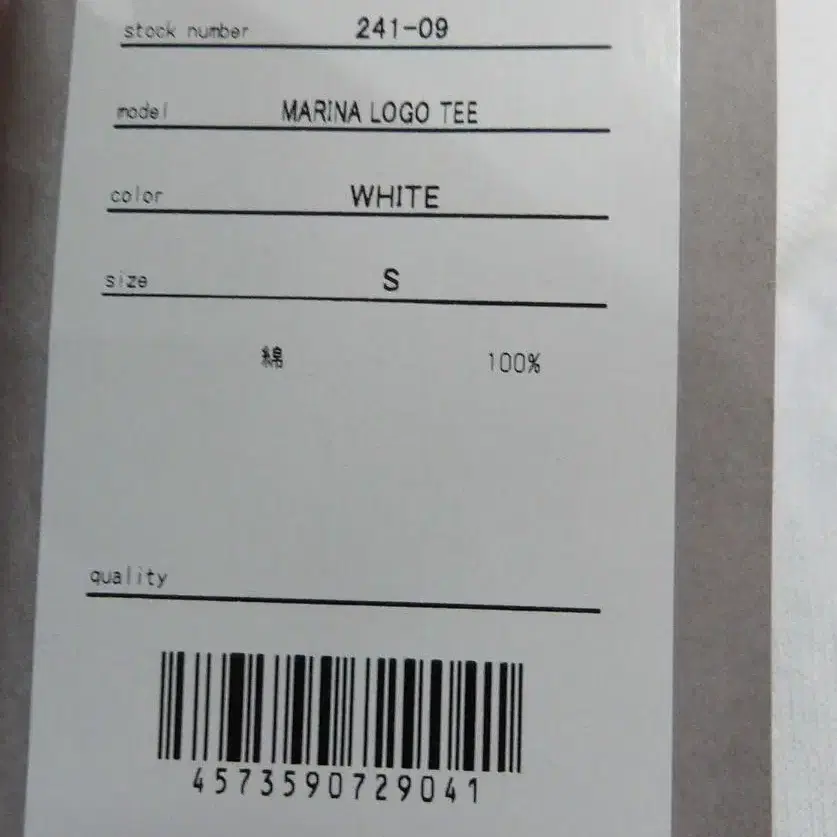 stock number 241-09
model MARINA LOGO TEE
color WHITE
size S
綿 100%
quality
4573590729041